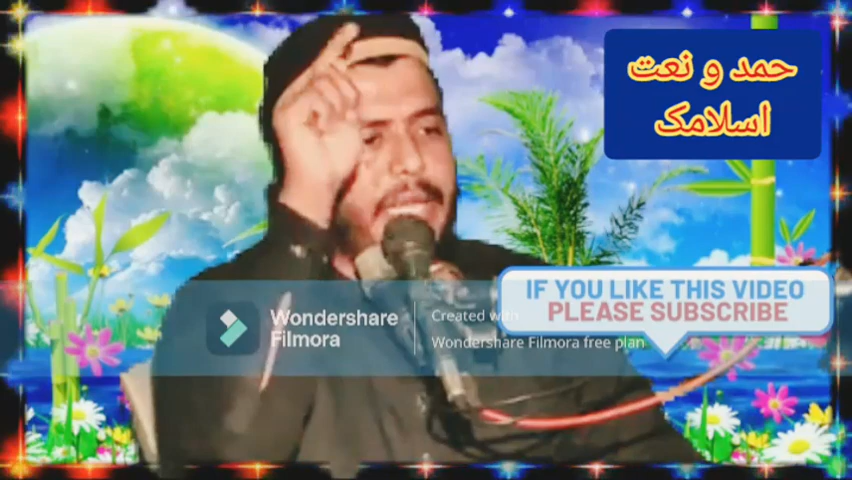 حمد و نعت
اسلامک
IF YOU LIKE THIS VIDEO
PLEASE SUBSCRIBE
Wondershare
Filmora
Created with
Wondershare Filmora free plan